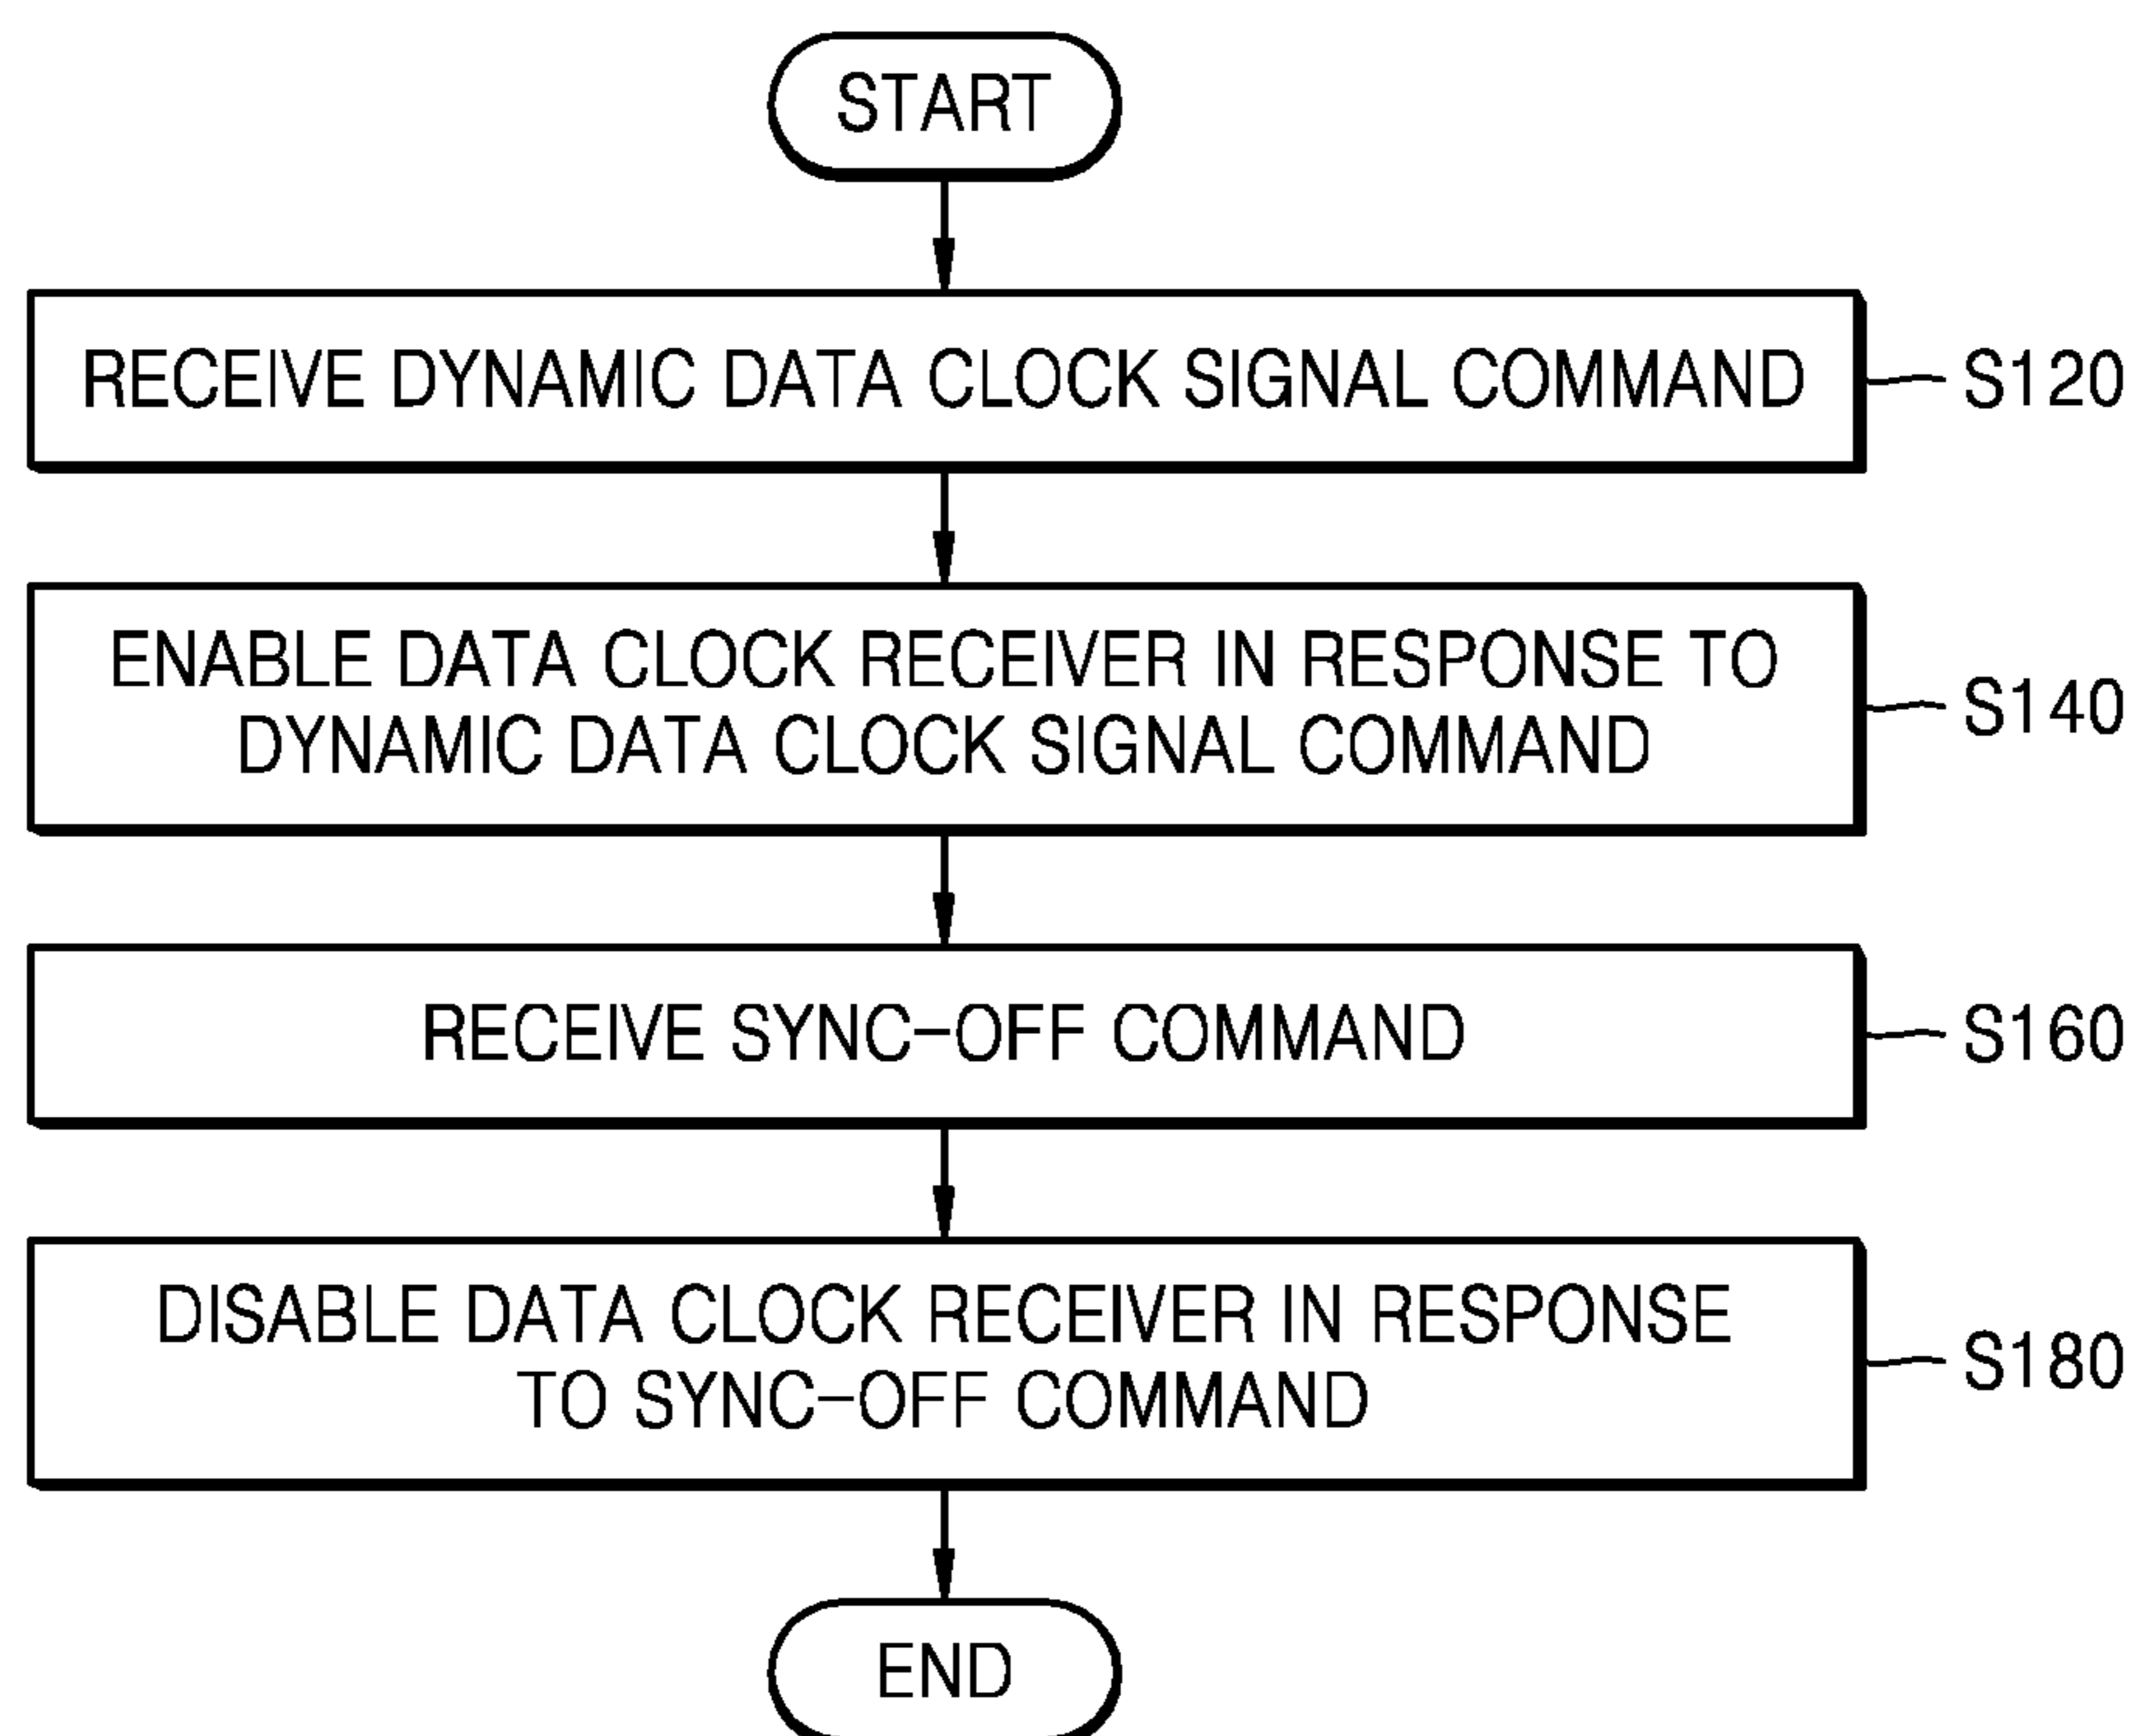 START
RECEIVE DYNAMIC DATA CLOCK SIGNAL COMMAND
S120
ENABLE DATA CLOCK RECEIVER IN RESPONSE TO
DYNAMIC DATA CLOCK SIGNAL COMMAND
S140
RECEIVE SYNC-OFF COMMAND
S160
DISABLE DATA CLOCK RECEIVER IN RESPONSE
TO SYNC-OFF COMMAND
S180
END